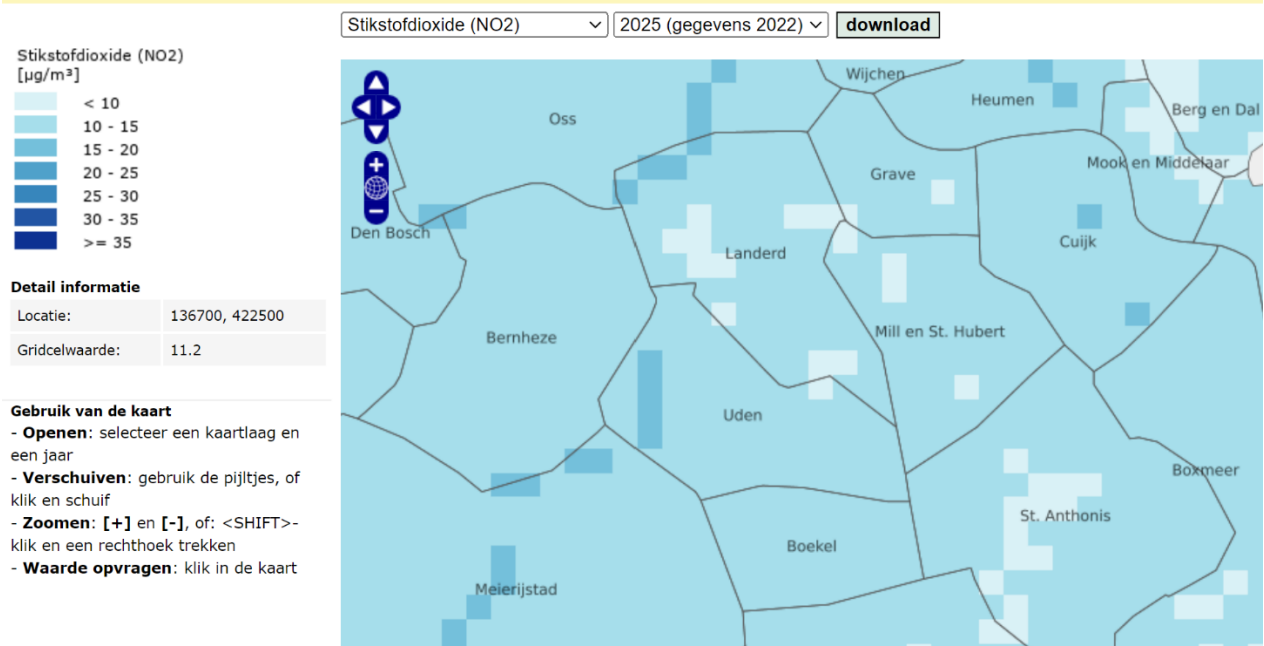 Stikstofdioxide (NO2)
2025 (gegevens 2022)
download
Stikstofdioxide (NO2)
[µg/m³]
< 10
10 - 15
15 - 20
20 - 25
25 - 30
30 - 35
>= 35
Detail informatie
Locatie: 136700, 422500
Gridcelwaarde: 11.2
Gebruik van de kaart
- Openen: selecteer een kaartlaag en
een jaar
- Verschuiven: gebruik de pijltjes, of
klik en schuif
- Zoomen: [+] en [-], of: <SHIFT>-
klik en een rechthoek trekken
- Waarde opvragen: klik in de kaart
Wijchen
Heumen
Berg en Dal
Oss
Mook en Middelaar
Grave
Den Bosch
Cuijk
Landerd
Bernheze
Mill en St. Hubert
Uden
Boxmeer
St. Anthonis
Boekel
Meierijstad